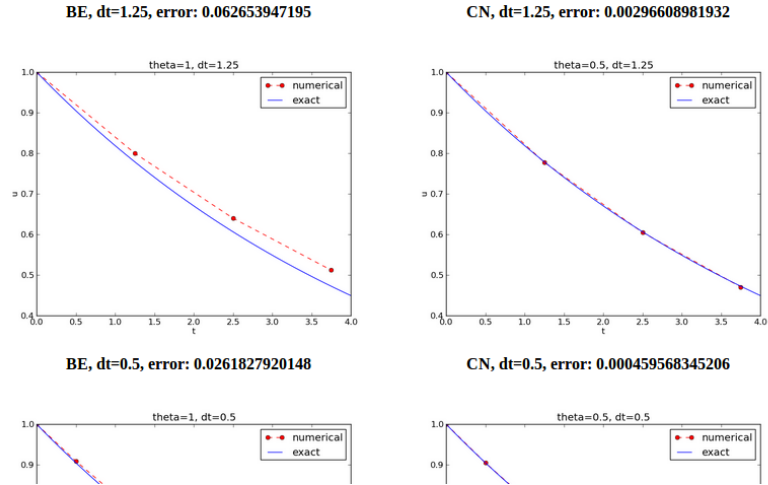 BE, dt=1.25, error: 0.062653947195
CN, dt=1.25, error: 0.00296608981932
theta=1, dt=1.25
1.0
0.9
0.8
0.7
0.6
0.5
0.4
u
numerical
exact
0.0 0.5 1.0 1.5 2.0 2.5 3.0 3.5 4.0
t
theta=0.5, dt=1.25
1.0
0.9
0.8
0.7
0.6
0.5
0.4
u
numerical
exact
0.0 0.5 1.0 1.5 2.0 2.5 3.0 3.5 4.0
t
BE, dt=0.5, error: 0.0261827920148
CN, dt=0.5, error: 0.000459568345206
theta=1, dt=0.5
1.0
0.9
numerical
exact
theta=0.5, dt=0.5
1.0
0.9
numerical
exact